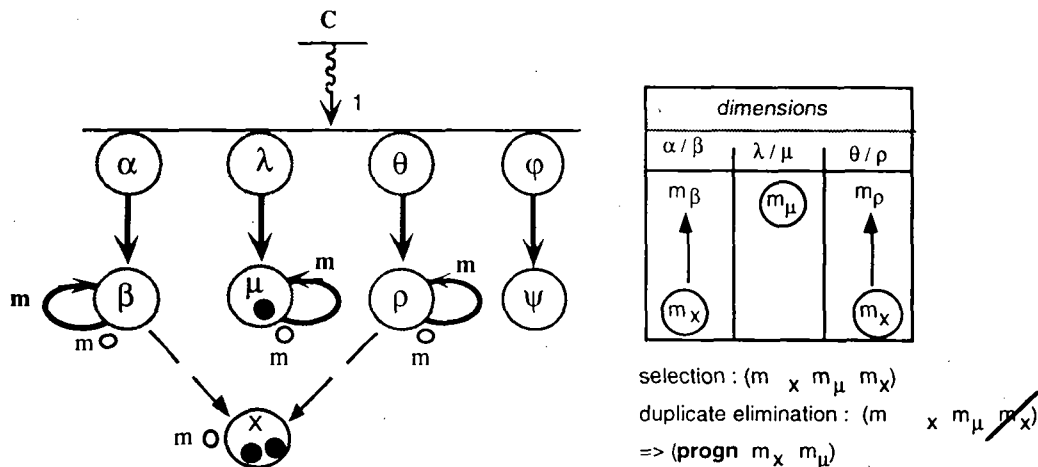 C
1
α λ θ φ
m m m
β μ ρ ψ
m m m
m x
dimensions
α / β λ / μ θ / ρ
mβ mμ mρ
mx mx
selection : (m x mμ mx)
duplicate elimination : (m x mμ mx)
=> (progn mx mμ)